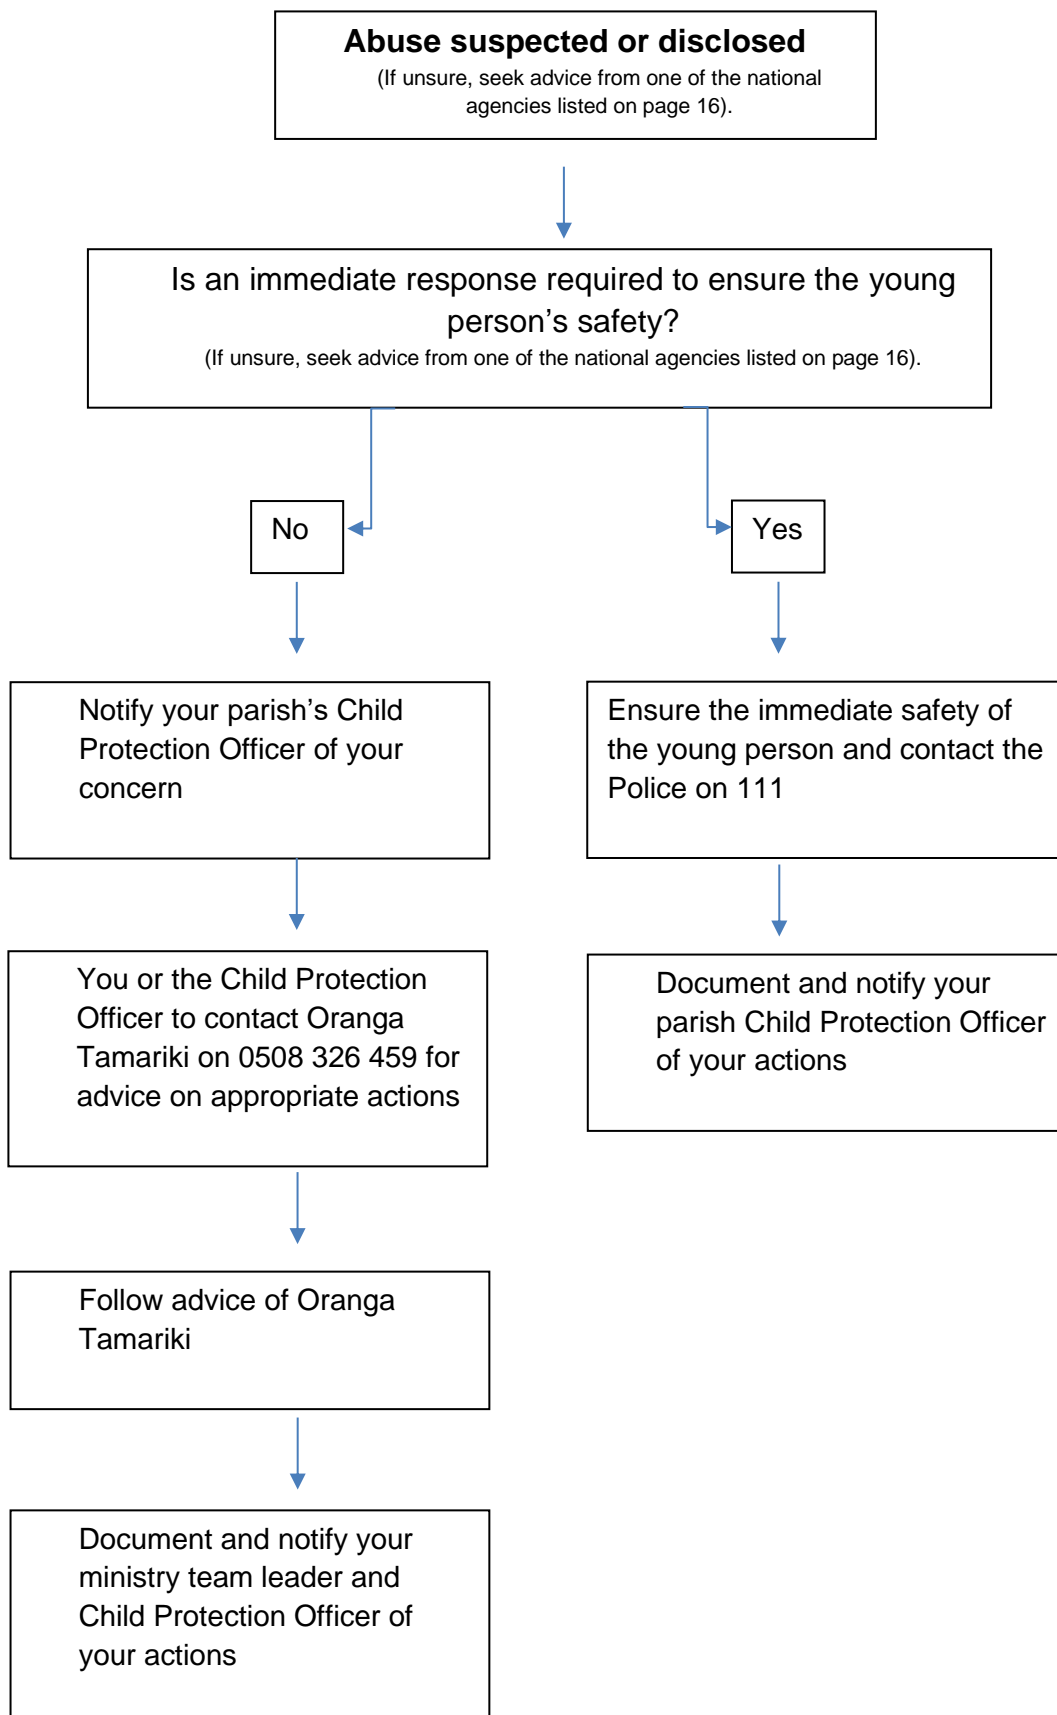 Abuse suspected or disclosed
(If unsure, seek advice from one of the national
agencies listed on page 16).
Is an immediate response required to ensure the young
person’s safety?
(If unsure, seek advice from one of the national agencies listed on page 16).
No
Yes
Notify your parish’s Child
Protection Officer of your
concern
Ensure the immediate safety of
the young person and contact the
Police on 111
You or the Child Protection
Officer to contact Oranga
Tamariki on 0508 326 459 for
advice on appropriate actions
Document and notify your
parish Child Protection Officer
of your actions
Follow advice of Oranga
Tamariki
Document and notify your
ministry team leader and
Child Protection Officer of
your actions